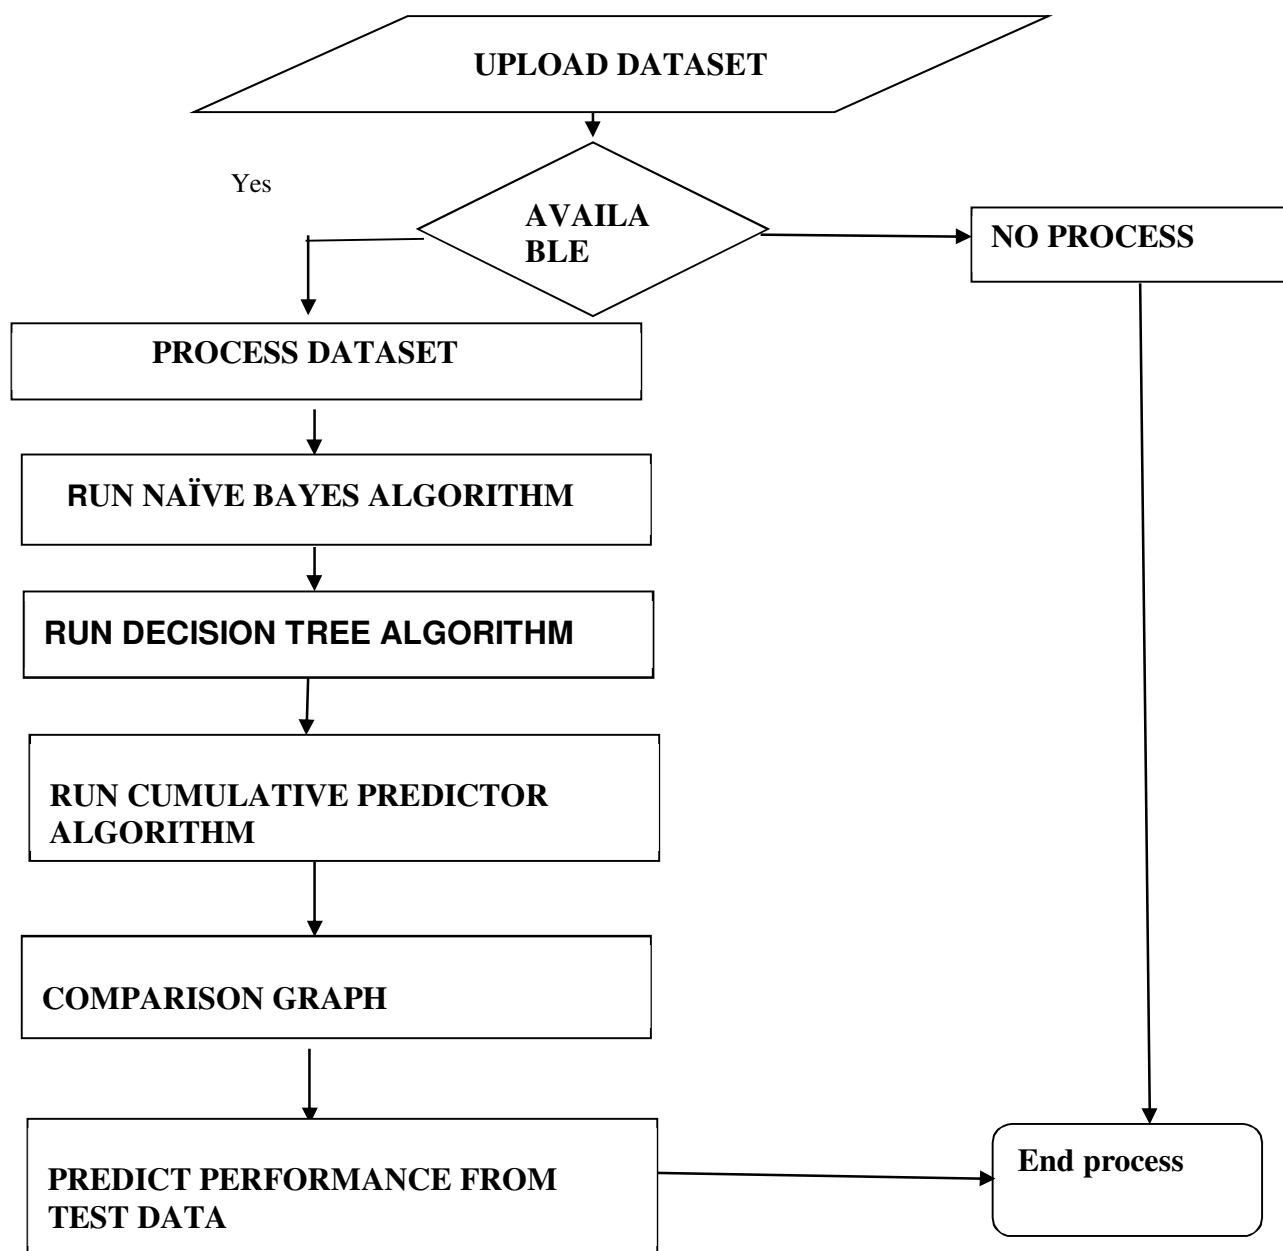 UPLOAD DATASET
Yes
AVAILA
BLE
NO PROCESS
PROCESS DATASET
RUN NAÏVE BAYES ALGORITHM
RUN DECISION TREE ALGORITHM
RUN CUMULATIVE PREDICTOR
ALGORITHM
COMPARISON GRAPH
PREDICT PERFORMANCE FROM
TEST DATA
End process